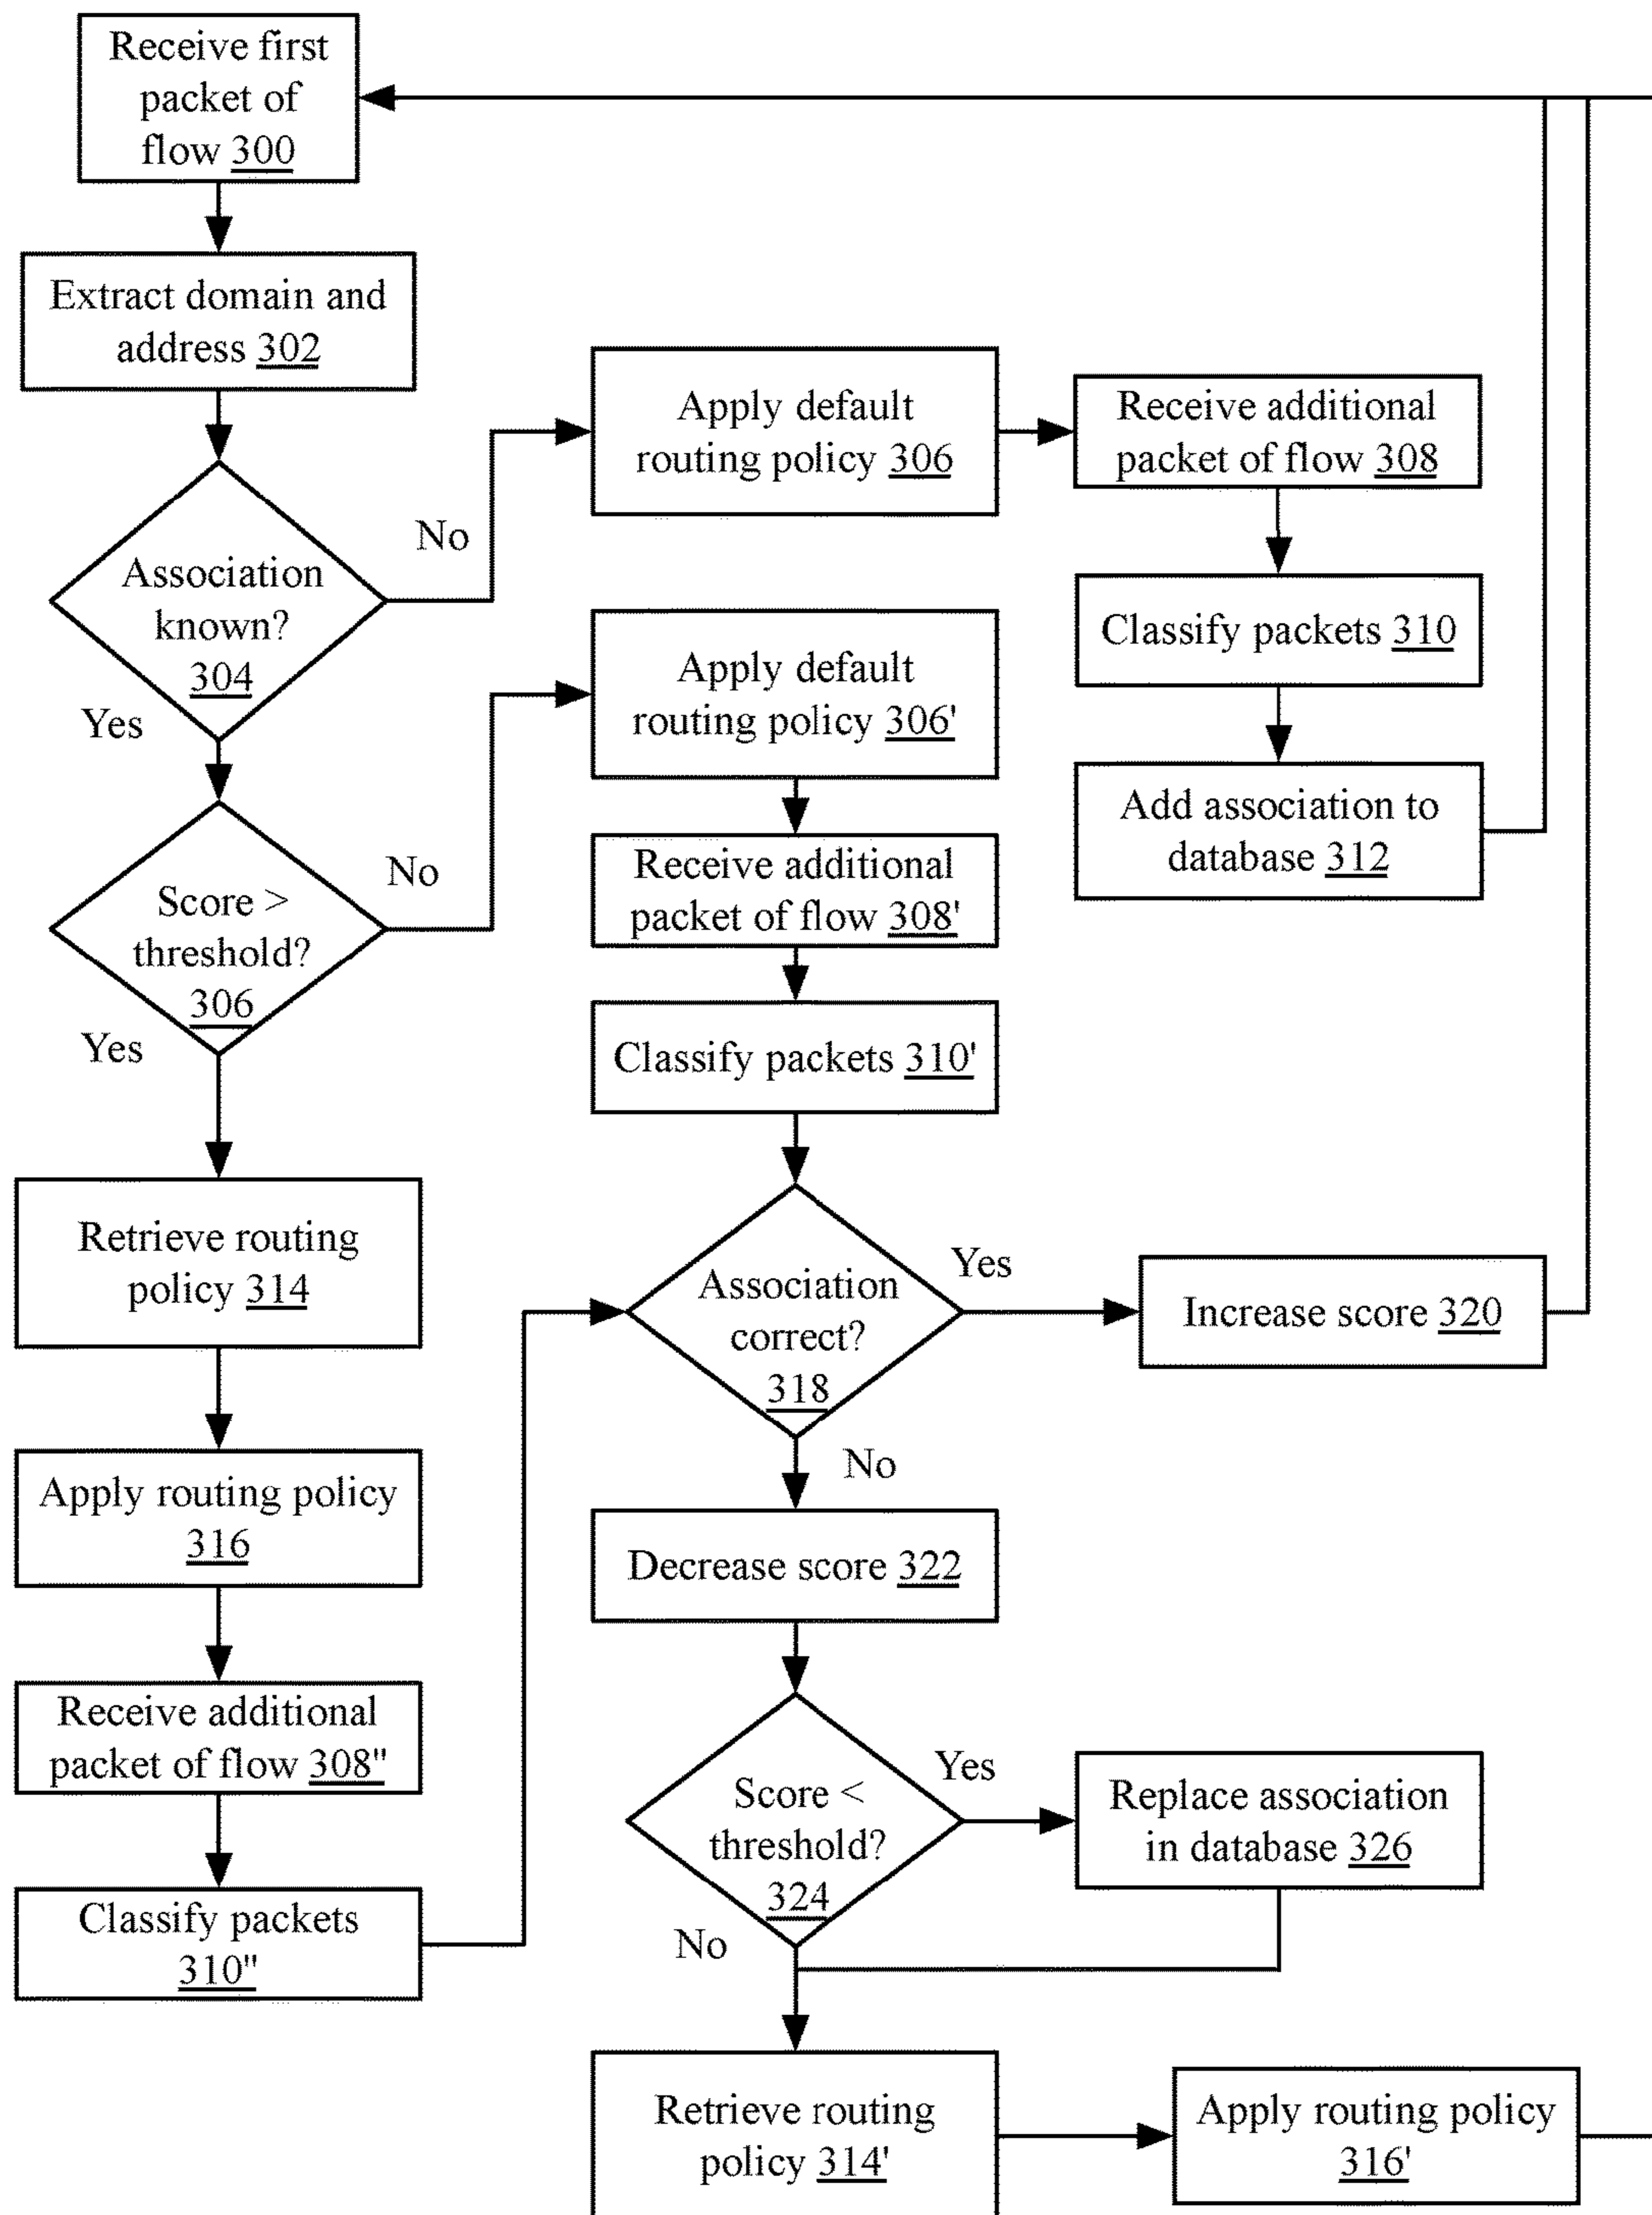 Receive first
packet of
flow 300
Extract domain and
address 302
Association
known?
304
No
Yes
Apply default
routing policy 306
Receive additional
packet of flow 308
Classify packets 310
Add association to
database 312
Score >
threshold?
306
No
Yes
Apply default
routing policy 306'
Receive additional
packet of flow 308'
Classify packets 310'
Retrieve routing
policy 314
Apply routing policy
316
Receive additional
packet of flow 308"
Classify packets
310"
Association
correct?
318
Yes
Increase score 320
No
Decrease score 322
Score <
threshold?
324
Yes
Replace association
in database 326
No
Retrieve routing
policy 314'
Apply routing policy
316'